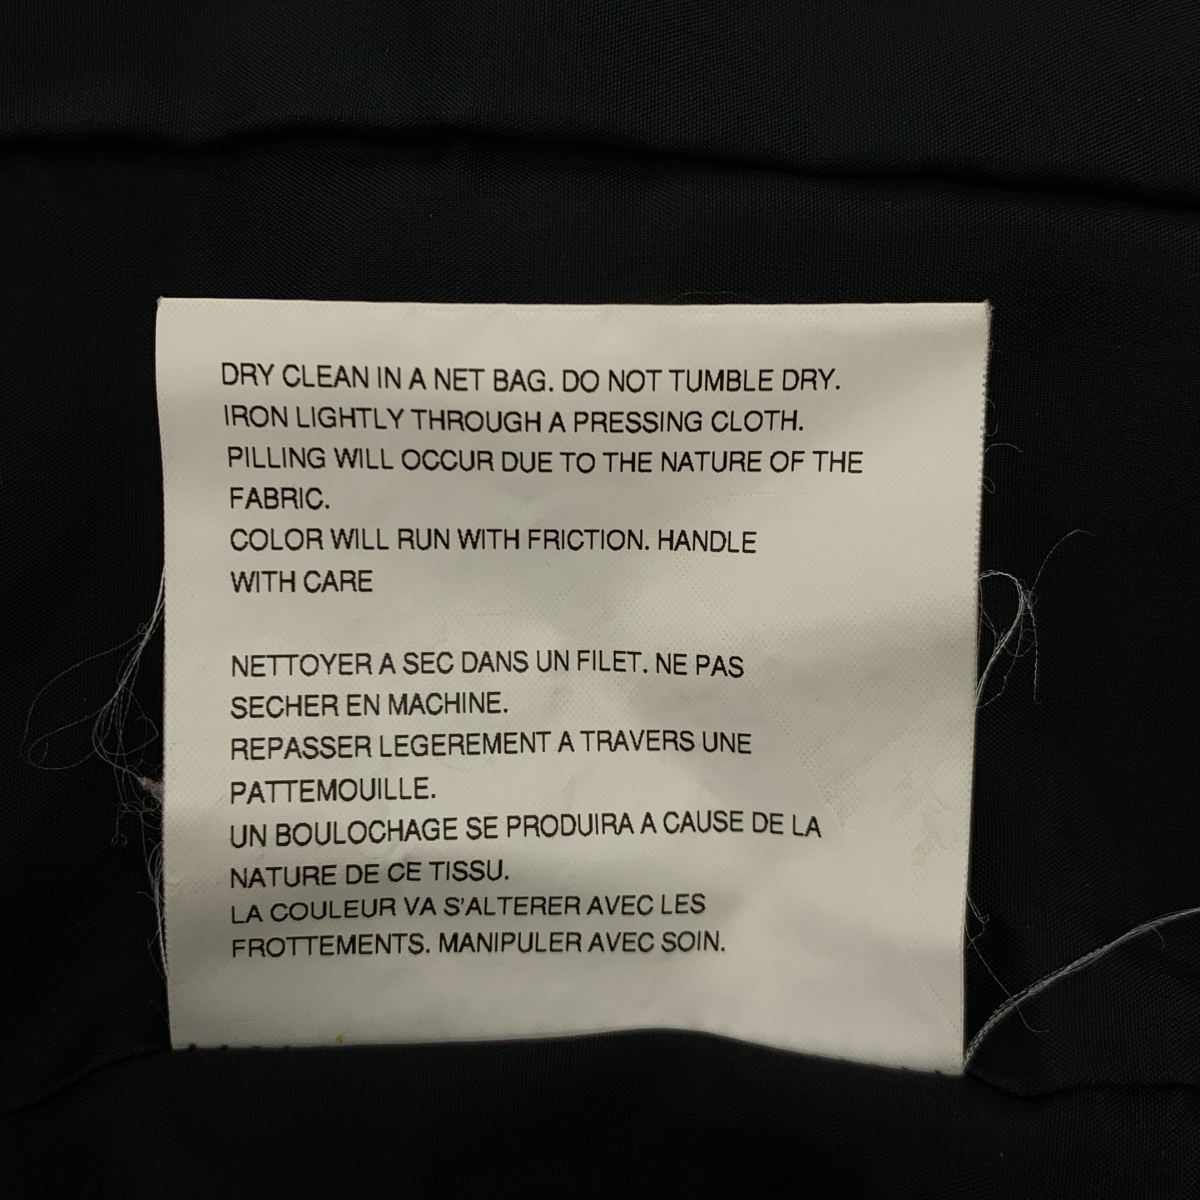 DRY CLEAN IN A NET BAG. DO NOT TUMBLE DRY.
IRON LIGHTLY THROUGH A PRESSING CLOTH.
PILLING WILL OCCUR DUE TO THE NATURE OF THE
FABRIC.
COLOR WILL RUN WITH FRICTION. HANDLE
WITH CARE
NETTOYER A SEC DANS UN FILET. NE PAS
SECHER EN MACHINE.
REPASSER LEGEREMENT A TRAVERS UNE
PATTEMOUILLE.
UN BOULOCHAGE SE PRODUIRA A CAUSE DE LA
NATURE DE CE TISSU.
LA COULEUR VA S'ALTERER AVEC LES
FROTTEMENTS. MANIPULER AVEC SOIN.